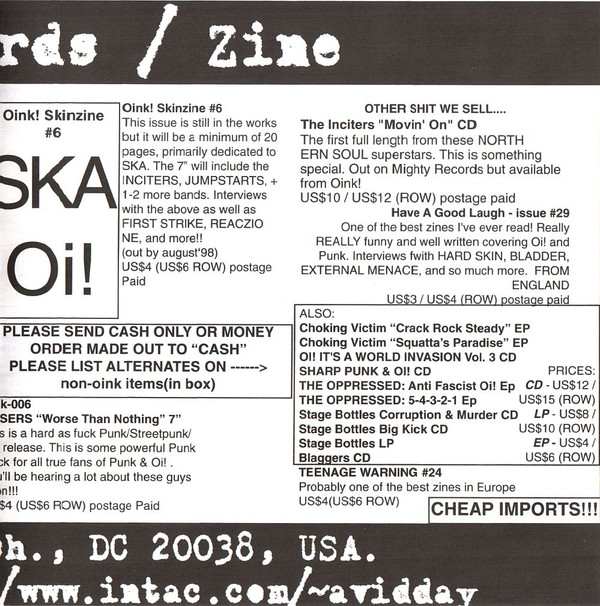 rds / Zine
Oink! Skinzine
#6
SKA
Oi!
Oink! Skinzine #6
This issue is still in the works
but it will be a minimum of 20
pages, primarily dedicated to
SKA. The 7" will include the
INCITERS, JUMPSTARTS, +
1-2 more bands. Interviews
with the above as well as
FIRST STRIKE, REACZIO
NE, and more!!
(out by august'98)
US$4 (US$6 ROW) postage
Paid
PLEASE SEND CASH ONLY OR MONEY
ORDER MADE OUT TO "CASH"
PLEASE LIST ALTERNATES ON ------>
non-oink items(in box)
k-006
SERS "Worse Than Nothing" 7"
s is a hard as fuck Punk/Streetpunk/
release. This is some powerful Punk
ck for all true fans of Punk & Oi! .
u'll be hearing a lot about these guys
on!!!
$4 (US$6 ROW) postage Paid
OTHER SHIT WE SELL....
The Inciters "Movin' On" CD
The first full length from these NORTH
ERN SOUL superstars. This is something
special. Out on Mighty Records but available
from Oink!
US$10 / US$12 (ROW) postage paid
Have A Good Laugh - issue #29
One of the best zines I've ever read! Really
REALLY funny and well written covering Oi! and
Punk. Interviews fwith HARD SKIN, BLADDER,
EXTERNAL MENACE, and so much more. FROM
ENGLAND
US$3 / US$4 (ROW) postage paid
ALSO:
Choking Victim "Crack Rock Steady" EP
Choking Victim "Squatta's Paradise" EP
OI! IT'S A WORLD INVASION Vol. 3 CD
SHARP PUNK & OI! CD
THE OPPRESSED: Anti Fascist Oi! Ep
THE OPPRESSED: 5-4-3-2-1 Ep
Stage Bottles Corruption & Murder CD
Stage Bottles Big Kick CD
Stage Bottles LP
Blaggers CD
PRICES:
CD - US$12 /
US$15 (ROW)
LP - US$8 /
US$10 (ROW)
EP - US$4 /
US$6 (ROW)
TEENAGE WARNING #24
Probably one of the best zines in Europe
US$4(US$6 ROW)
CHEAP IMPORTS!!!
h., DC 20038, USA.
/www.intac.com/~avidday